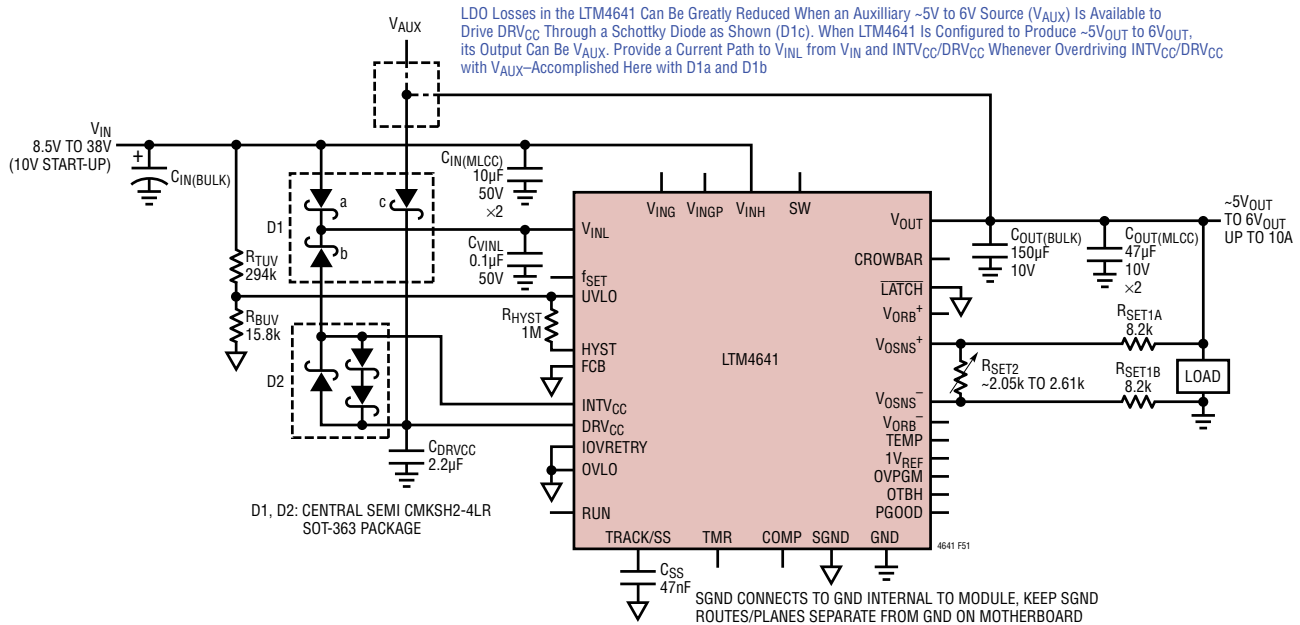 LDO Losses in the LTM4641 Can Be Greatly Reduced When an Auxilliary ~5V to 6V Source (VAUX) Is Available to
Drive DRVCC Through a Schottky Diode as Shown (D1c). When LTM4641 Is Configured to Produce ~5VOUT to 6VOUT,
its Output Can Be VAUX. Provide a Current Path to VINL from VIN and INTVCC/DRVCC Whenever Overdriving INTVCC/DRVCC
with VAUX–Accomplished Here with D1a and D1b
VAUX
VIN
8.5V TO 38V
(10V START-UP)
+
CIN(BULK)
CIN(MLCC)
10µF
50V
×2
D1
a
b
c
CVINL
0.1µF
50V
RTUV
294k
RBUV
15.8k
RHYST
1M
D2
CDRVCC
2.2µF
D1, D2: CENTRAL SEMI CMKSH2-4LR
SOT-363 PACKAGE
VING
VINGP
VINH
SW
VINL
fSET
UVLO
HYST
FCB
INTVCC
DRVCC
IOVRETRY
OVLO
RUN
LTM4641
TRACK/SS
TMR
COMP
SGND
GND
VOUT
CROWBAR
LATCH
VORB+
VOSNS+
VOSNS–
VORB–
TEMP
1VREF
OVPGM
OTBH
PGOOD
COUT(BULK)
150µF
10V
COUT(MLCC)
47µF
10V
×2
~5VOUT
TO 6VOUT
UP TO 10A
RSET1A
8.2k
RSET2
~2.05k TO 2.61k
RSET1B
8.2k
LOAD
4641 F51
CSS
47nF
SGND CONNECTS TO GND INTERNAL TO MODULE, KEEP SGND
ROUTES/PLANES SEPARATE FROM GND ON MOTHERBOARD